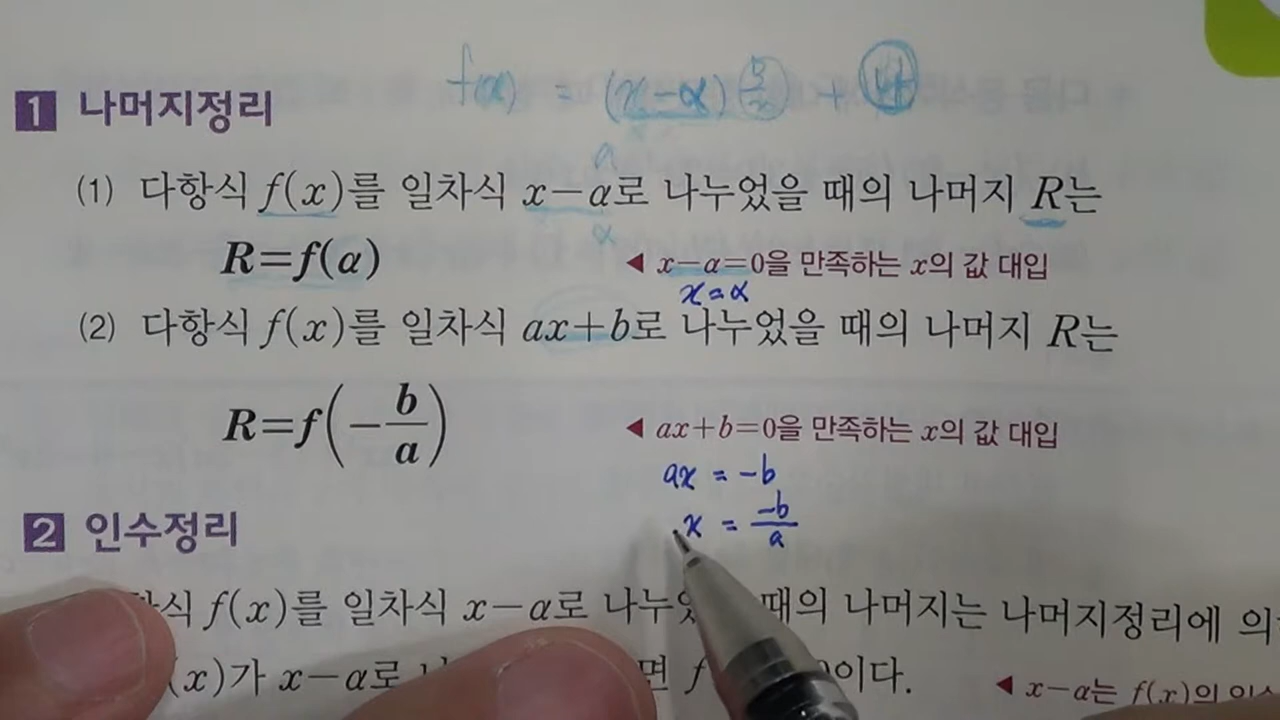 f(α) = (x-α)(몫) +
1 나머지정리
α
(1) 다항식 f(x)를 일차식 x-α로 나누었을 때의 나머지 R는
α
R=f(α) ◀ x-α=0을 만족하는 x의 값 대입
x=α
(2) 다항식 f(x)를 일차식 ax+b로 나누었을 때의 나머지 R는
R=f(-b/a) ◀ ax+b=0을 만족하는 x의 값 대입
ax = -b
x = -b/a
2 인수정리
f(x)를 일차식 x-α로 때의 나머지는 나머지정리에
(x)가 x-α로 면 f 이다.
◀ x-α는 f(x)의